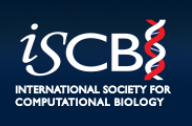 iSCB
INTERNATIONAL SOCIETY FOR
COMPUTATIONAL BIOLOGY